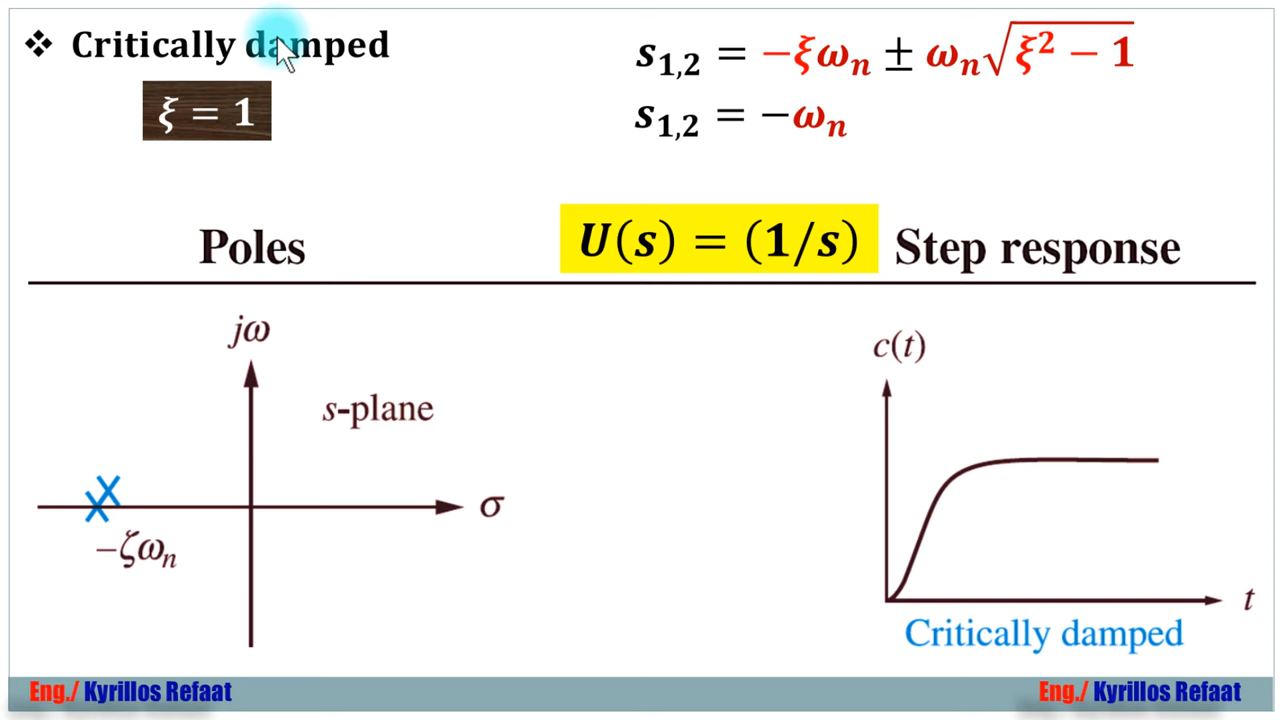 ❖ Critically damped
ξ = 1
s₁,₂ = −ξωₙ ± ωₙ√(ξ² − 1)
s₁,₂ = −ωₙ
Poles
U(s) = (1/s)
Step response
jω
s-plane
σ
−ζωₙ
c(t)
t
Critically damped
Eng./ Kyrillos Refaat
Eng./ Kyrillos Refaat